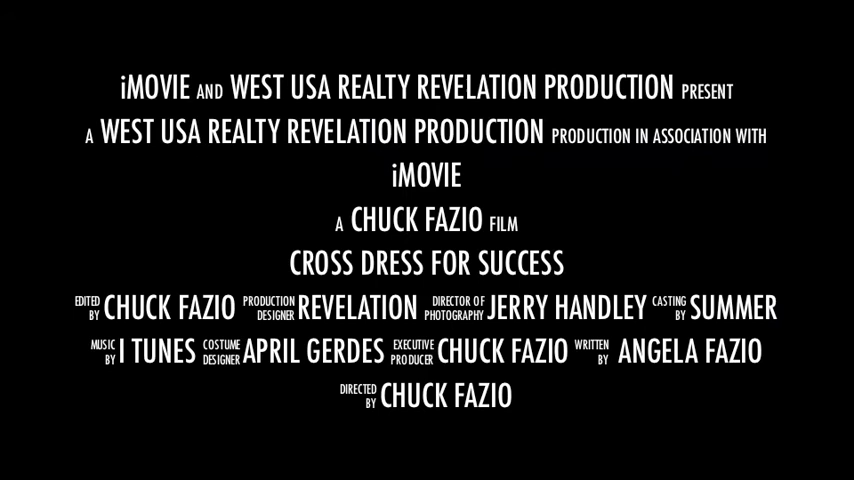 iMOVIE AND WEST USA REALTY REVELATION PRODUCTION PRESENT
A WEST USA REALTY REVELATION PRODUCTION PRODUCTION IN ASSOCIATION WITH
iMOVIE
A CHUCK FAZIO FILM
CROSS DRESS FOR SUCCESS
EDITED BY CHUCK FAZIO PRODUCTION DESIGNER REVELATION DIRECTOR OF PHOTOGRAPHY JERRY HANDLEY CASTING BY SUMMER
MUSIC BY I TUNES COSTUME DESIGNER APRIL GERDES EXECUTIVE PRODUCER CHUCK FAZIO WRITTEN BY ANGELA FAZIO
DIRECTED BY CHUCK FAZIO